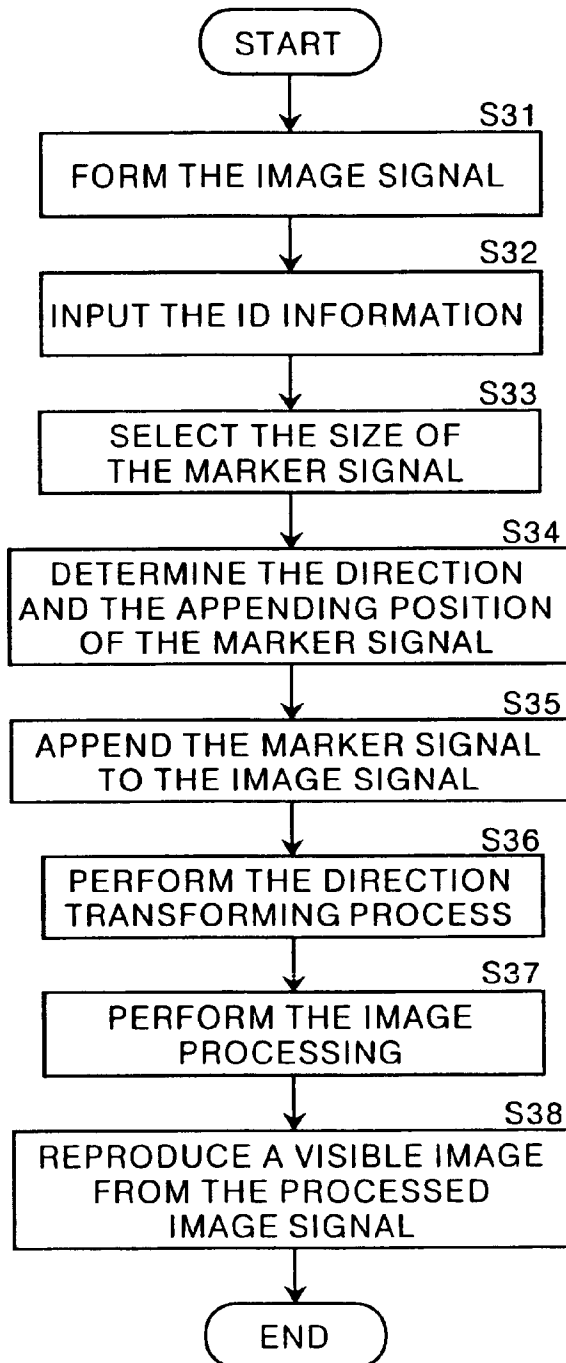 START
S31
FORM THE IMAGE SIGNAL
S32
INPUT THE ID INFORMATION
S33
SELECT THE SIZE OF
THE MARKER SIGNAL
S34
DETERMINE THE DIRECTION
AND THE APPENDING POSITION
OF THE MARKER SIGNAL
S35
APPEND THE MARKER SIGNAL
TO THE IMAGE SIGNAL
S36
PERFORM THE DIRECTION
TRANSFORMING PROCESS
S37
PERFORM THE IMAGE
PROCESSING
S38
REPRODUCE A VISIBLE IMAGE
FROM THE PROCESSED
IMAGE SIGNAL
END